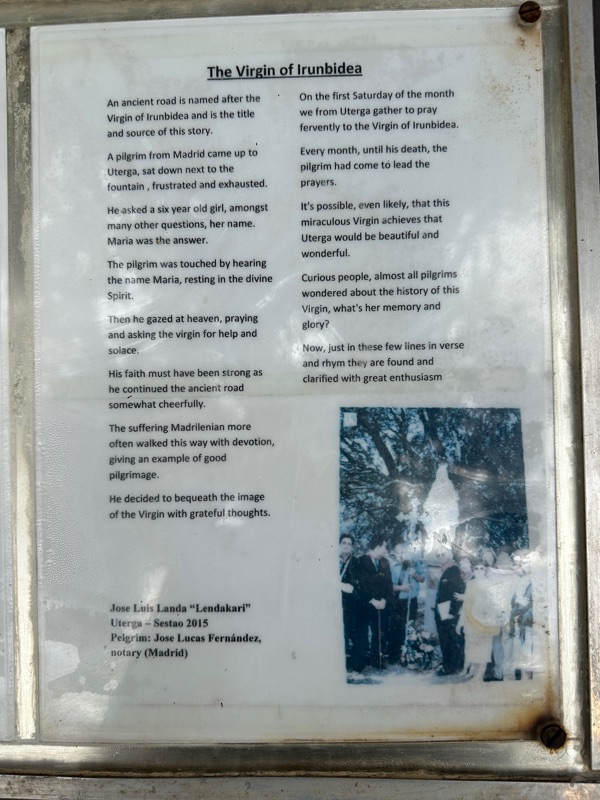 The Virgin of Irunbidea
An ancient road is named after the
Virgin of Irunbidea and is the title
and source of this story.
A pilgrim from Madrid came up to
Uterga, sat down next to the
fountain , frustrated and exhausted.
He asked a six year old girl, amongst
many other questions, her name.
Maria was the answer.
The pilgrim was touched by hearing
the name Maria, resting in the divine
Spirit.
Then he gazed at heaven, praying
and asking the virgin for help and
solace.
His faith must have been strong as
he continued the ancient road
somewhat cheerfully.
The suffering Madrilenian more
often walked this way with devotion,
giving an example of good
pilgrimage.
He decided to bequeath the image
of the Virgin with grateful thoughts.
On the first Saturday of the month
we from Uterga gather to pray
fervently to the Virgin of Irunbidea.
Every month, until his death, the
pilgrim had come to lead the
prayers.
It's possible, even likely, that this
miraculous Virgin achieves that
Uterga would be beautiful and
wonderful.
Curious people, almost all pilgrims
wondered about the history of this
Virgin, what's her memory and
glory?
Now, just in these few lines in verse
and rhym they are found and
clarified with great enthusiasm
Jose Luis Landa “Lendakari”
Uterga – Sestao 2015
Pelgrim: Jose Lucas Fernández,
notary (Madrid)